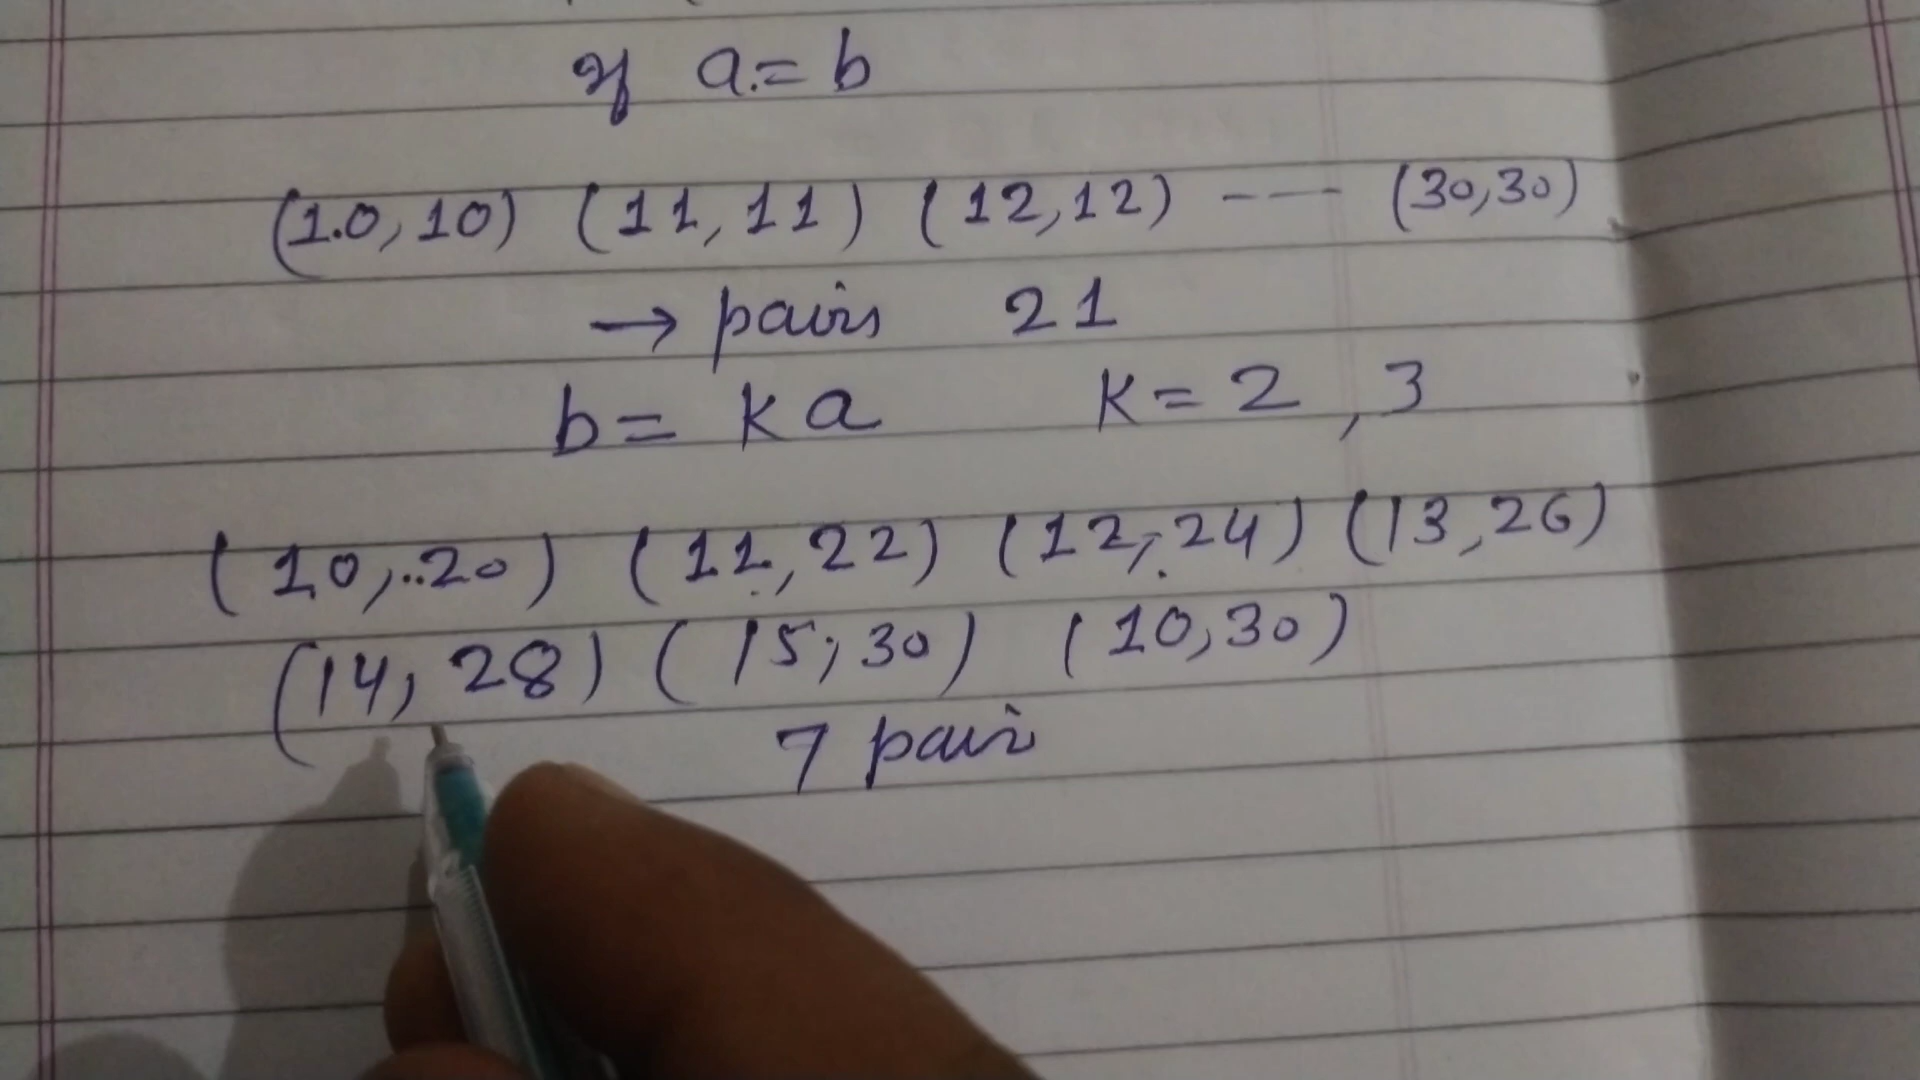 If a = b
(10,10) (11,11) (12,12) ---- (30,30)
→ pairs 21
b = k a K = 2, 3
(10, 20) (11,22) (12, 24) (13,26)
(14, 28) (15, 30) (10,30)
7 pair